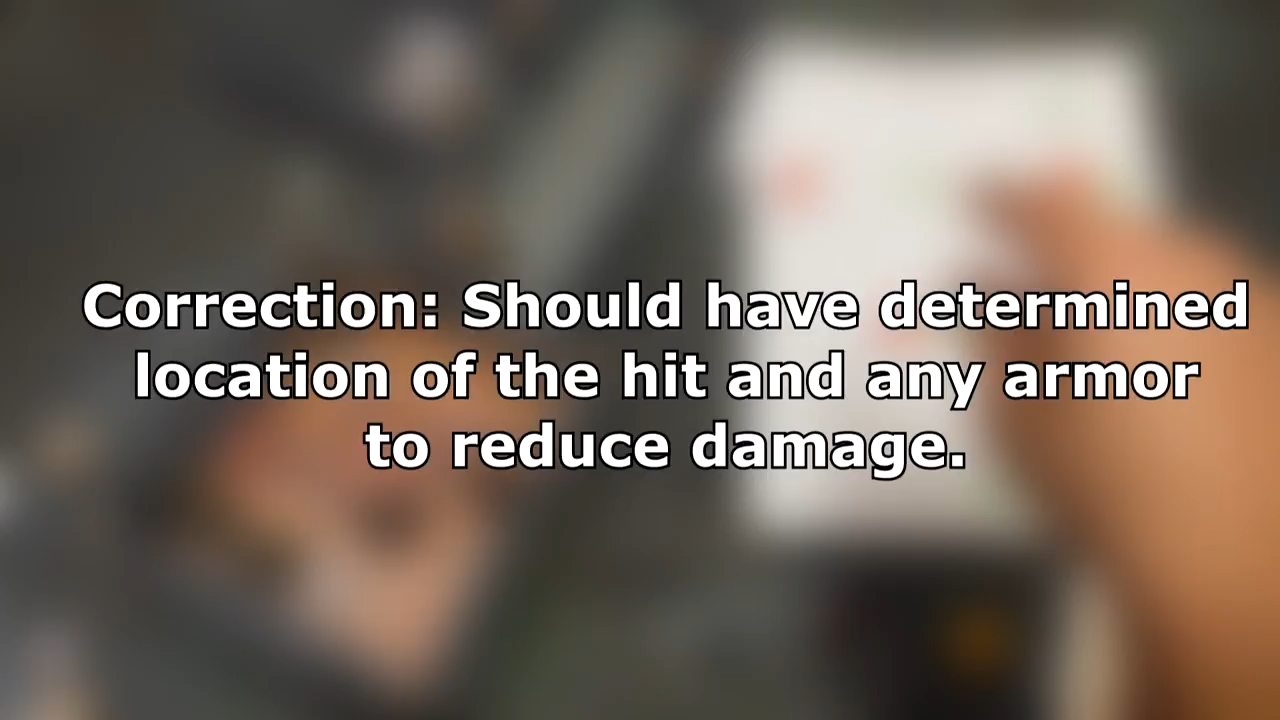 Correction: Should have determined
location of the hit and any armor
to reduce damage.